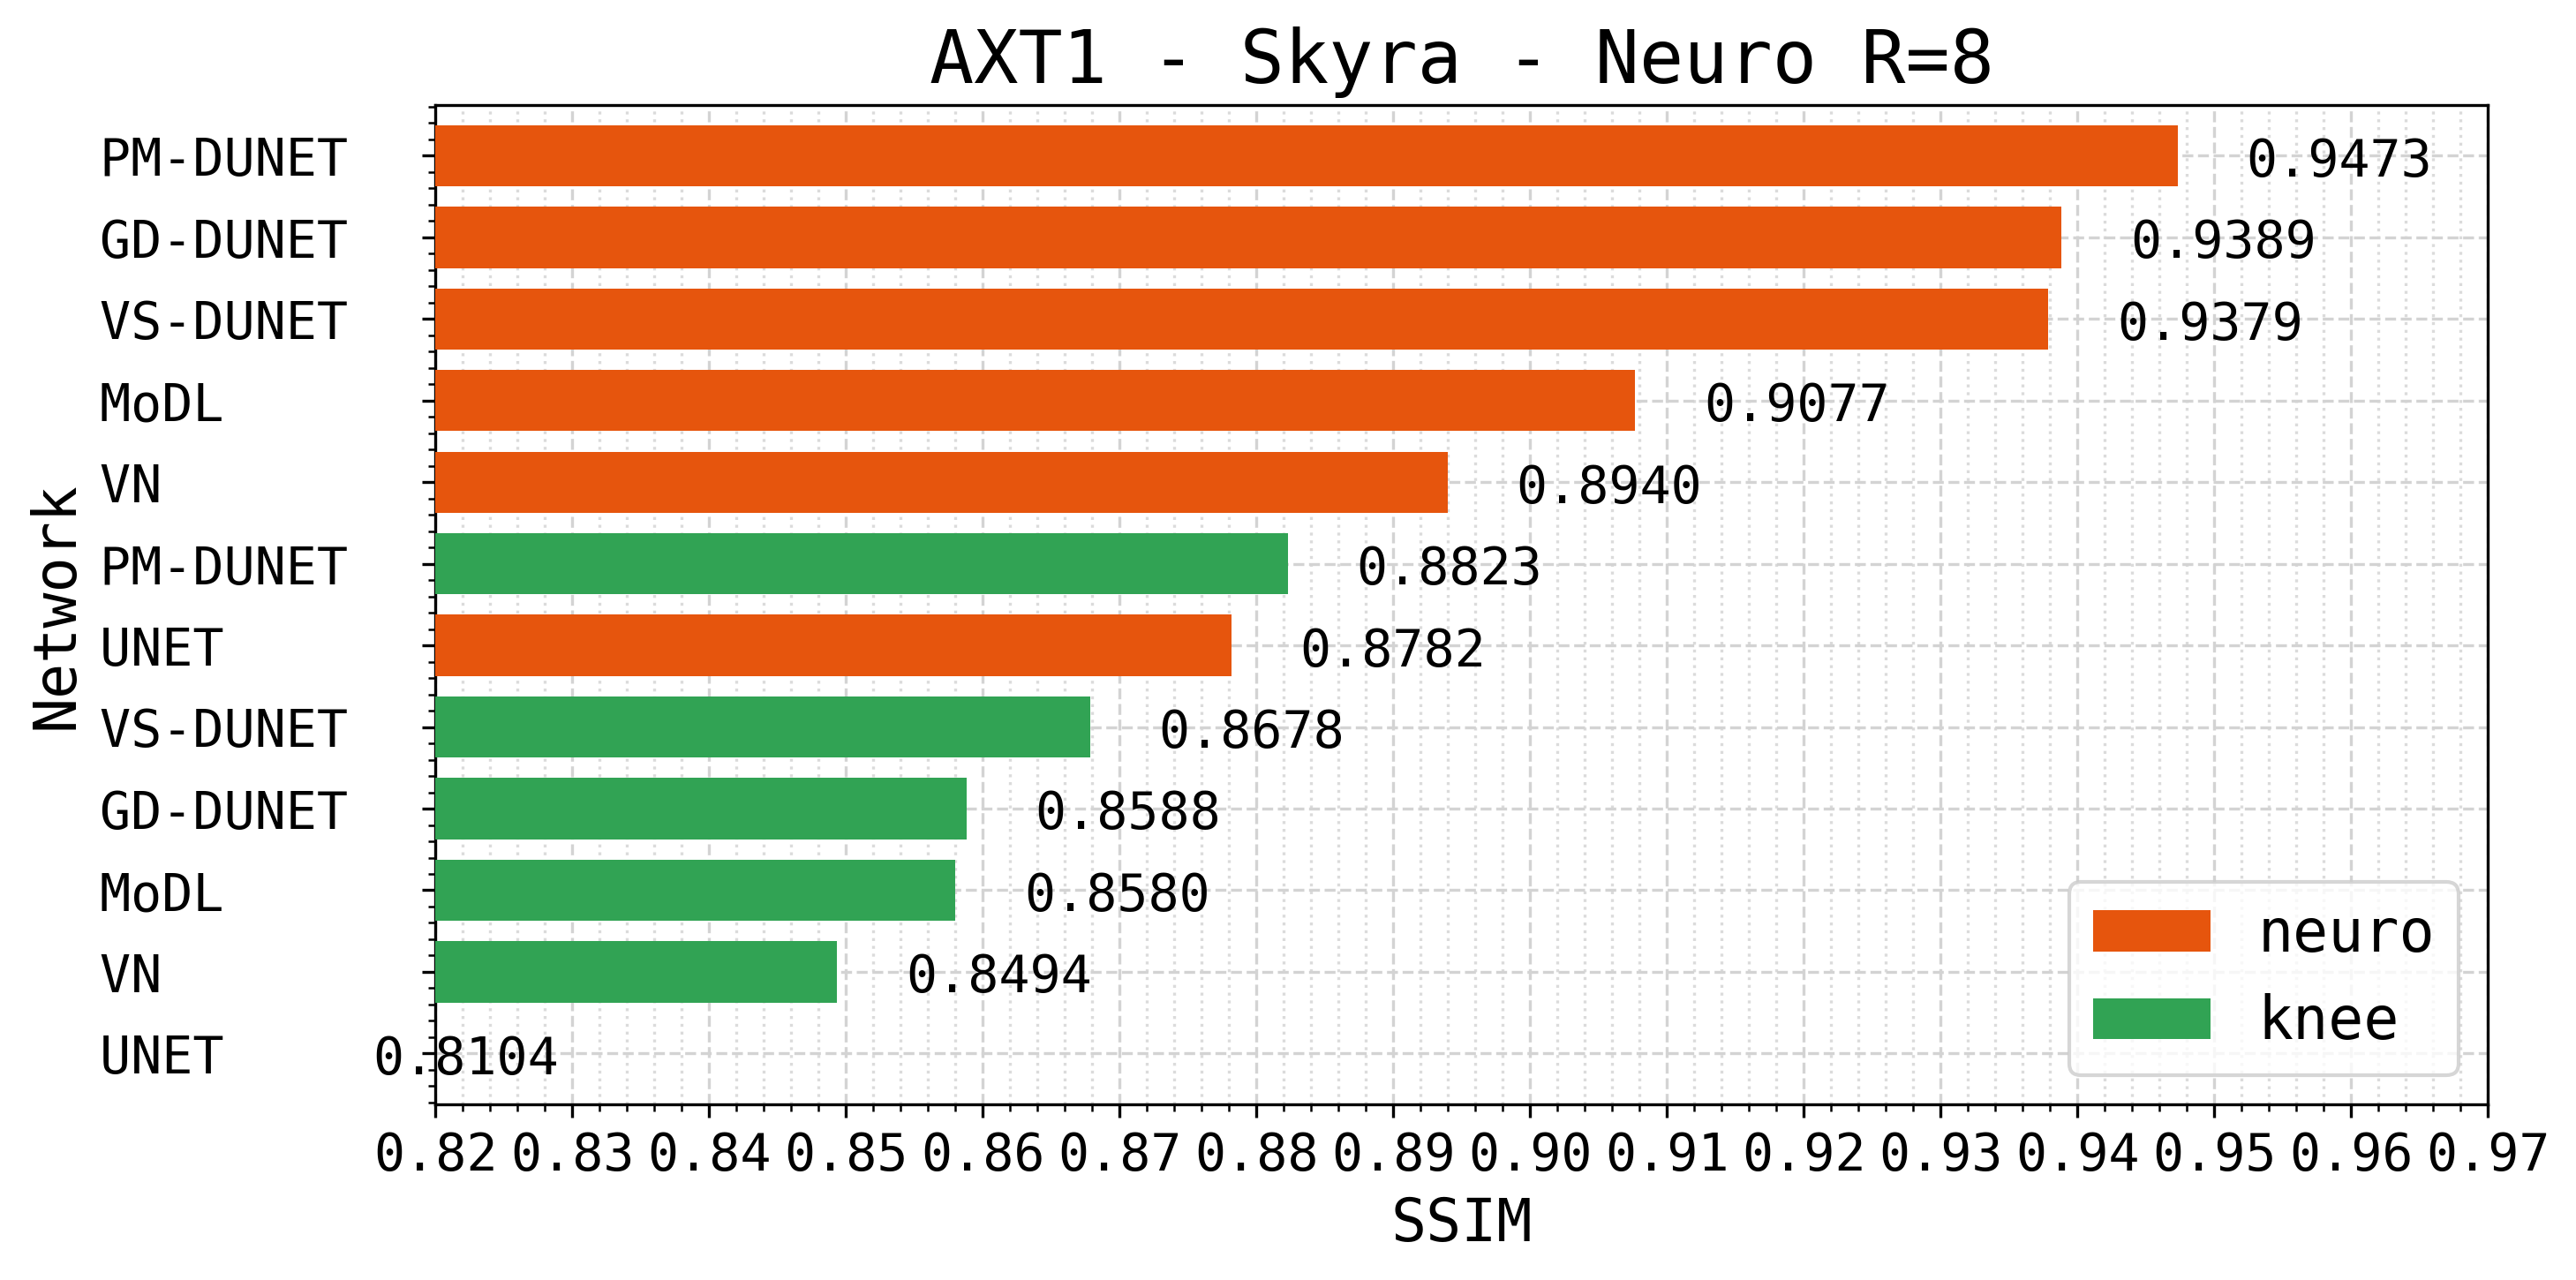 AXT1 - Skyra - Neuro R=8
Network
PM-DUNET 0.9473
GD-DUNET 0.9389
VS-DUNET 0.9379
MoDL 0.9077
VN 0.8940
PM-DUNET 0.8823
UNET 0.8782
VS-DUNET 0.8678
GD-DUNET 0.8588
MoDL 0.8580
VN 0.8494
UNET 0.8104
neuro
knee
0.82 0.83 0.84 0.85 0.86 0.87 0.88 0.89 0.90 0.91 0.92 0.93 0.94 0.95 0.96 0.97
SSIM